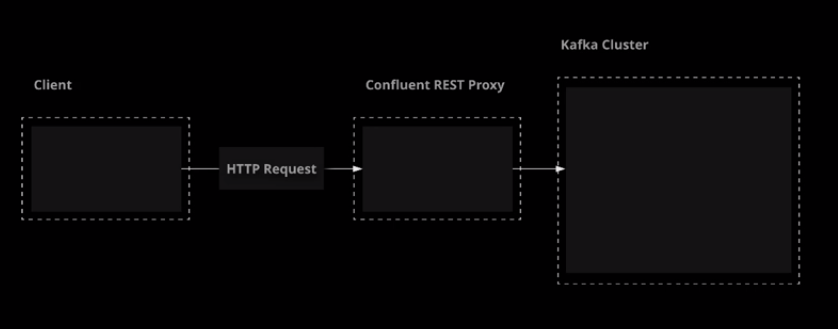 Kafka Cluster
Client
Confluent REST Proxy
HTTP Request